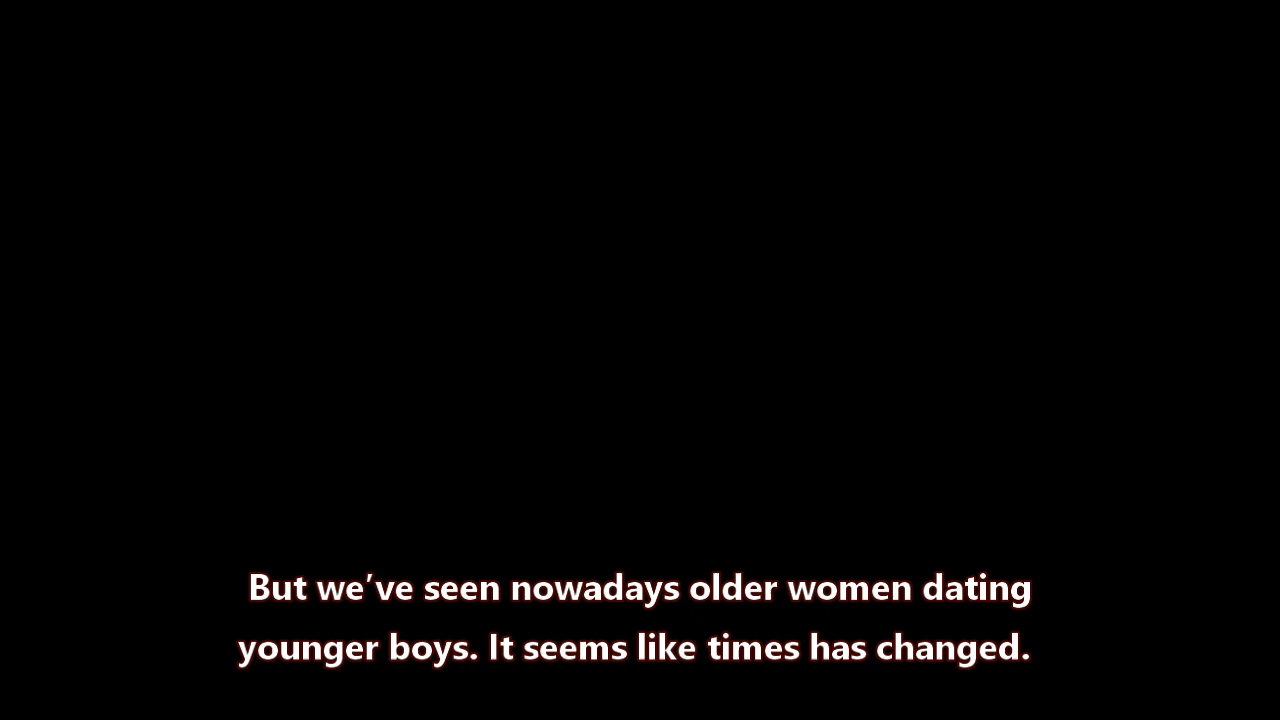 But we’ve seen nowadays older women dating
younger boys. It seems like times has changed.